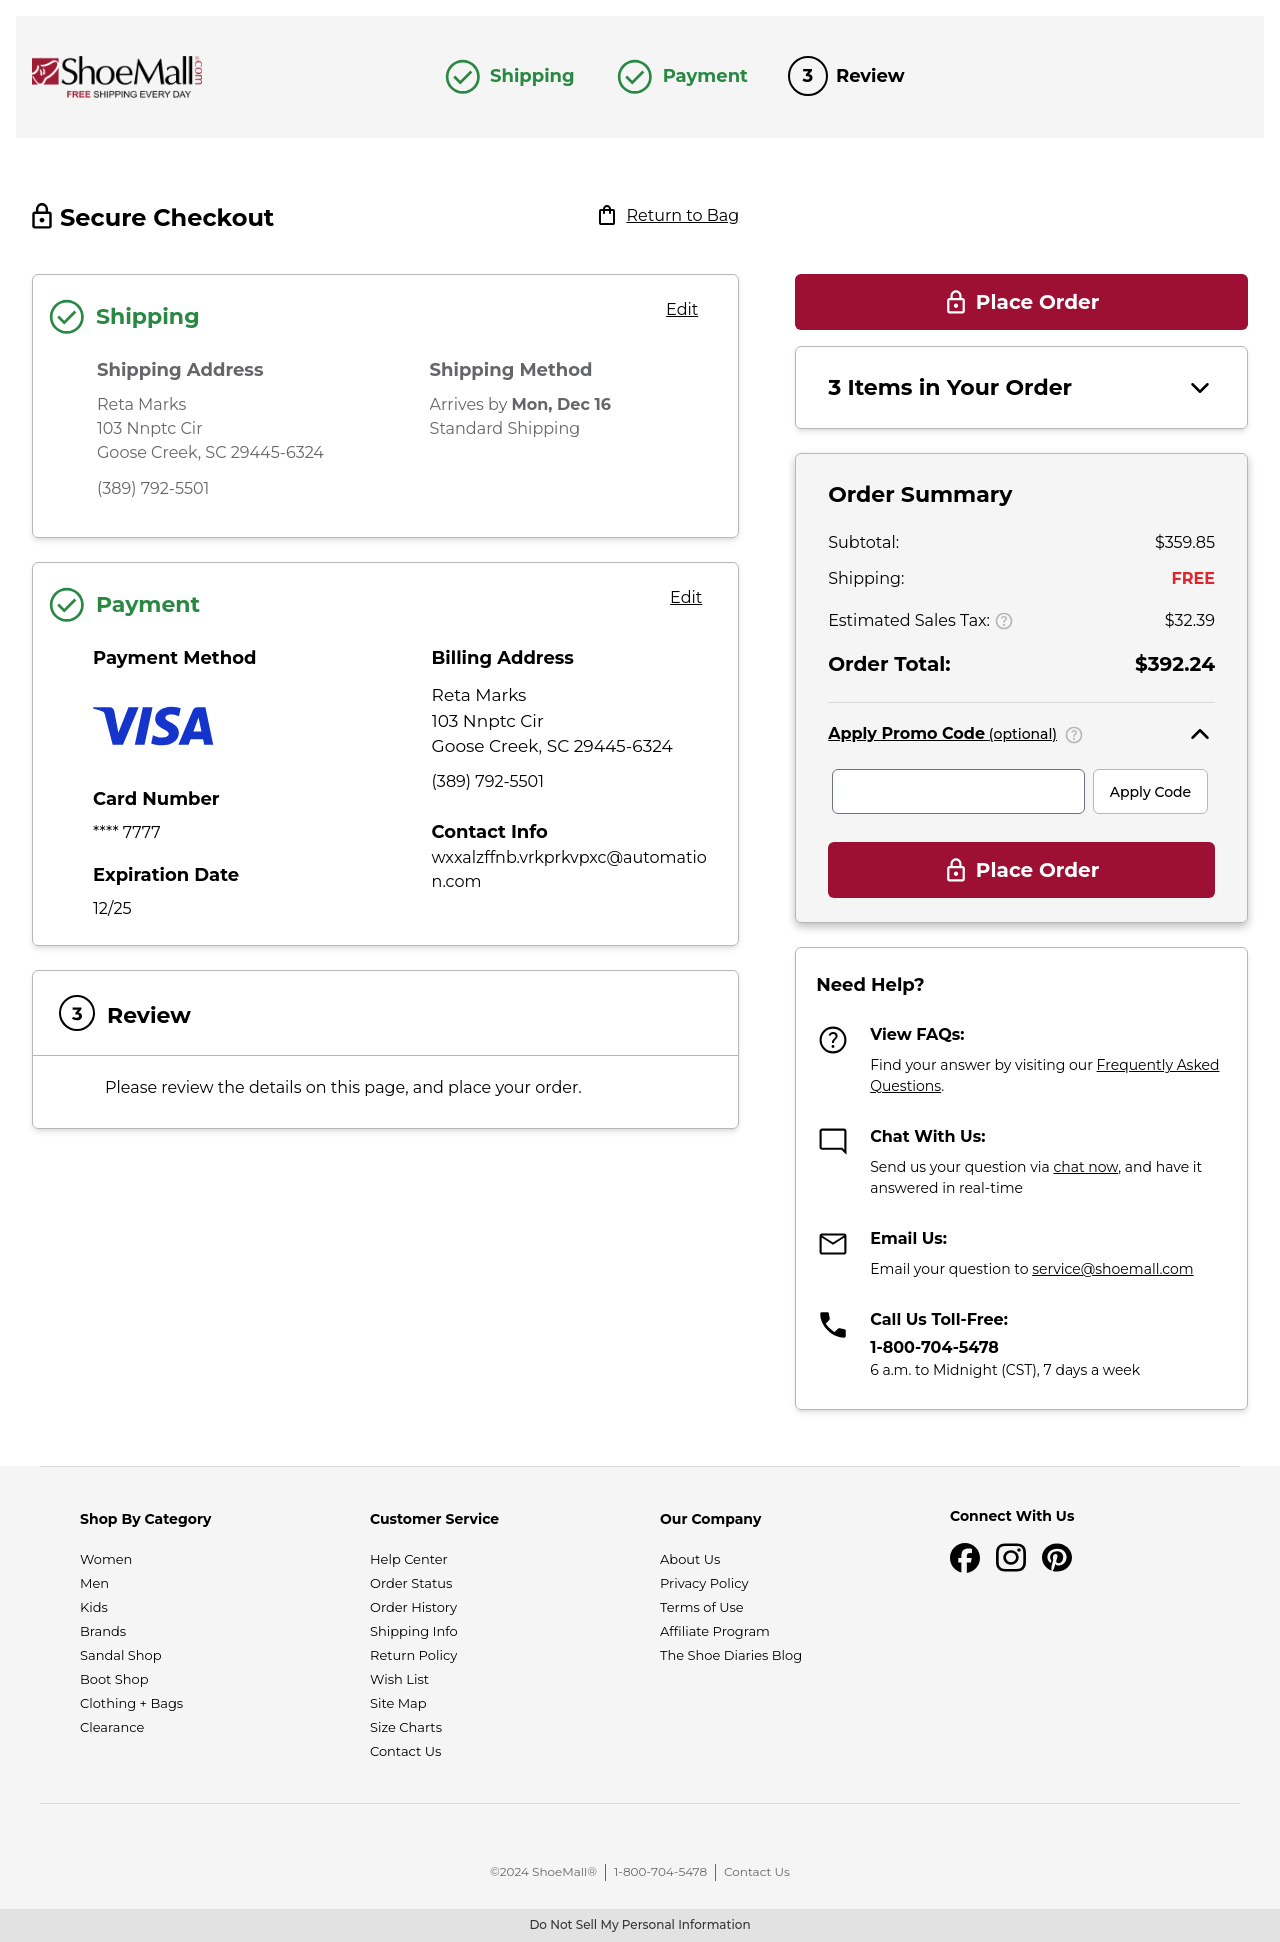 ShoeMall.com
FREE SHIPPING EVERY DAY
Shipping
Payment
3 Review
Secure Checkout
Return to Bag
Shipping
Edit
Shipping Address
Reta Marks
103 Nnptc Cir
Goose Creek, SC 29445-6324
(389) 792-5501
Shipping Method
Arrives by Mon, Dec 16
Standard Shipping
Payment
Edit
Payment Method
VISA
Card Number
**** 7777
Expiration Date
12/25
Billing Address
Reta Marks
103 Nnptc Cir
Goose Creek, SC 29445-6324
(389) 792-5501
Contact Info
wxxalzffnb.vrkprkvpxc@automatio
n.com
3 Review
Please review the details on this page, and place your order.
Place Order
3 Items in Your Order
Order Summary
Subtotal: $359.85
Shipping: FREE
Estimated Sales Tax: ? $32.39
Order Total: $392.24
Apply Promo Code (optional) ?
Apply Code
Place Order
Need Help?
View FAQs:
Find your answer by visiting our Frequently Asked
Questions.
Chat With Us:
Send us your question via chat now, and have it
answered in real-time
Email Us:
Email your question to service@shoemall.com
Call Us Toll-Free:
1-800-704-5478
6 a.m. to Midnight (CST), 7 days a week
Shop By Category
Women
Men
Kids
Brands
Sandal Shop
Boot Shop
Clothing + Bags
Clearance
Customer Service
Help Center
Order Status
Order History
Shipping Info
Return Policy
Wish List
Site Map
Size Charts
Contact Us
Our Company
About Us
Privacy Policy
Terms of Use
Affiliate Program
The Shoe Diaries Blog
Connect With Us
©2024 ShoeMall® | 1-800-704-5478 | Contact Us
Do Not Sell My Personal Information